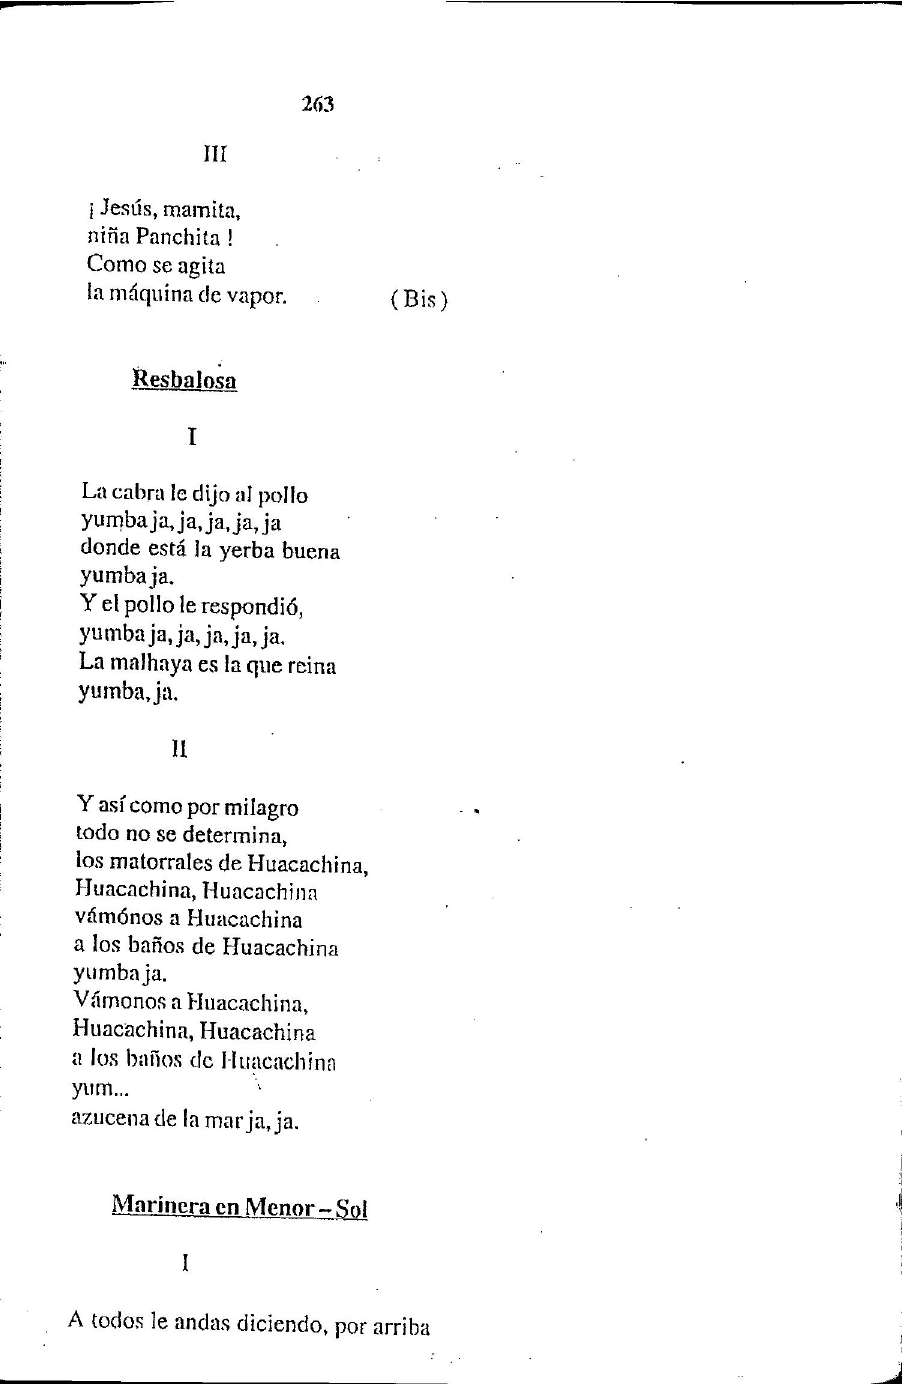 263
III
¡ Jesús, mamita,
niña Panchita !
Como se agita
la máquina de vapor. (Bis)
Resbalosa
I
La cabra le dijo al pollo
yumba ja, ja, ja, ja, ja
donde está la yerba buena
yumba ja.
Y el pollo le respondió,
yumba ja, ja, ja, ja, ja.
La malhaya es la que reina
yumba, ja.
II
Y así como por milagro
todo no se determina,
los matorrales de Huacachina,
Huacachina, Huacachina
vámónos a Huacachina
a los baños de Huacachina
yumba ja.
Vámonos a Huacachina,
Huacachina, Huacachina
a los baños de Huacachina
yum...
azucena de la mar ja, ja.
Marinera en Menor – Sol
I
A todos le andas diciendo, por arriba